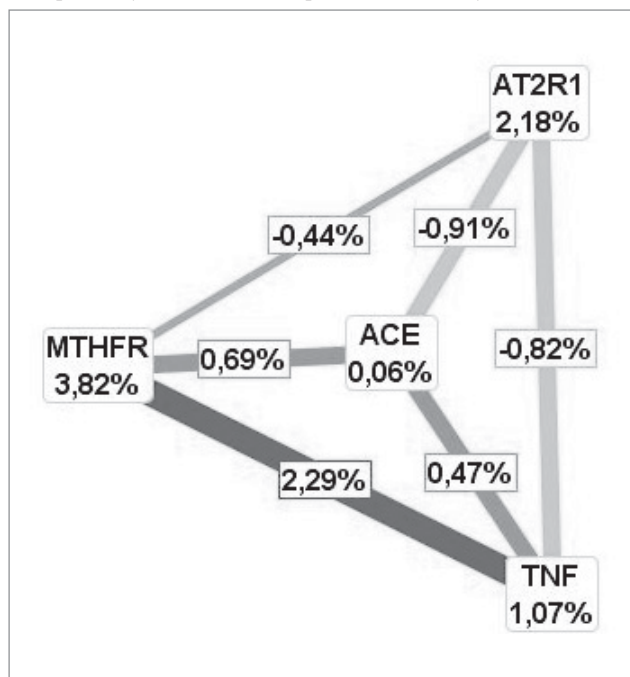 AT2R1
2,18%
-0,44%
-0,91%
MTHFR
3,82%
0,69%
ACE
0,06%
-0,82%
2,29%
0,47%
TNF
1,07%